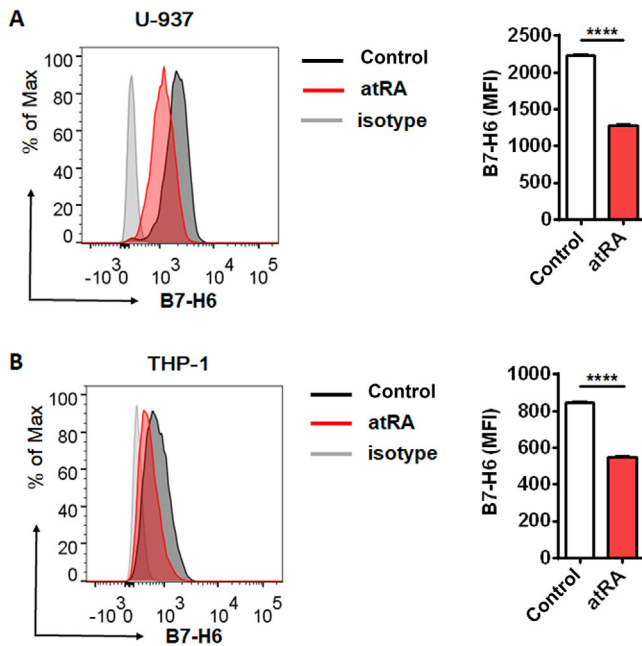 A
U-937
% of Max
100
80
60
40
20
0
-10³ 0 10³ 10⁴ 10⁵
B7-H6
Control
atRA
isotype
B7-H6 (MFI)
2500
2000
1500
1000
500
0
****
Control
atRA
B
THP-1
% of Max
100
80
60
40
20
0
-10³ 0 10³ 10⁴ 10⁵
B7-H6
Control
atRA
isotype
B7-H6 (MFI)
1000
800
600
400
200
0
****
Control
atRA